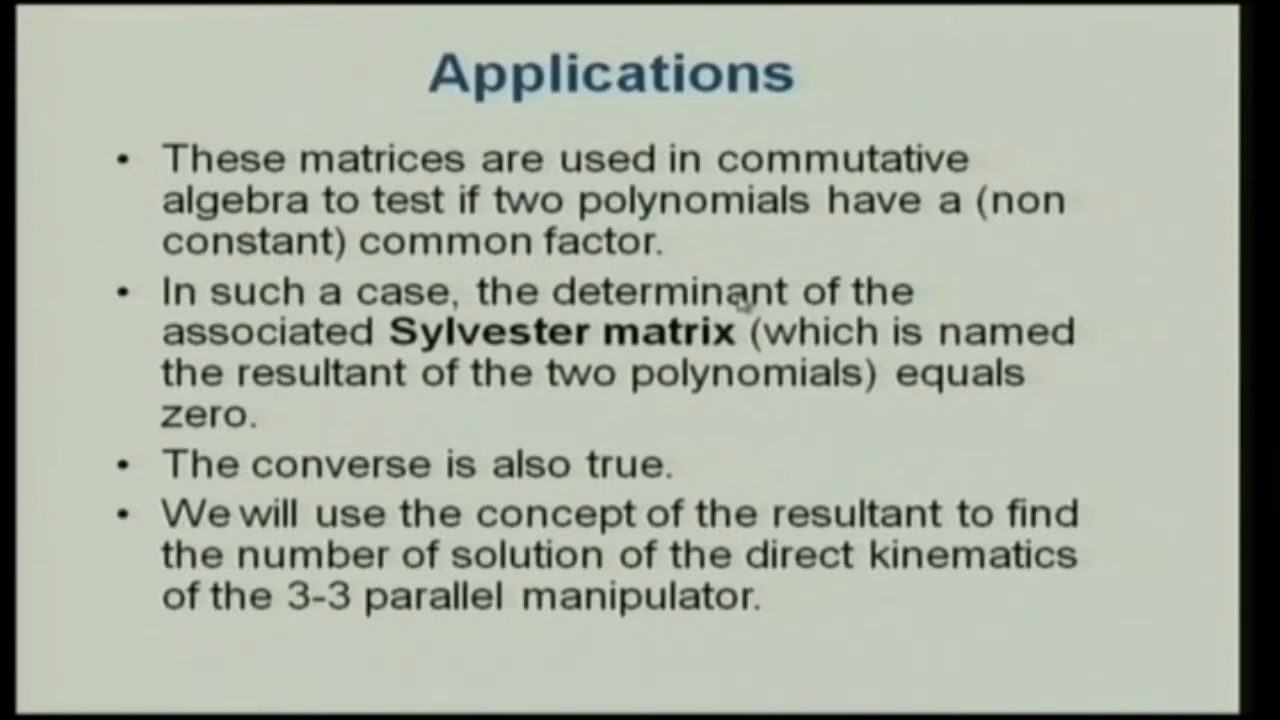 Applications
• These matrices are used in commutative
algebra to test if two polynomials have a (non
constant) common factor.
• In such a case, the determinant of the
associated Sylvester matrix (which is named
the resultant of the two polynomials) equals
zero.
• The converse is also true.
• We will use the concept of the resultant to find
the number of solution of the direct kinematics
of the 3-3 parallel manipulator.